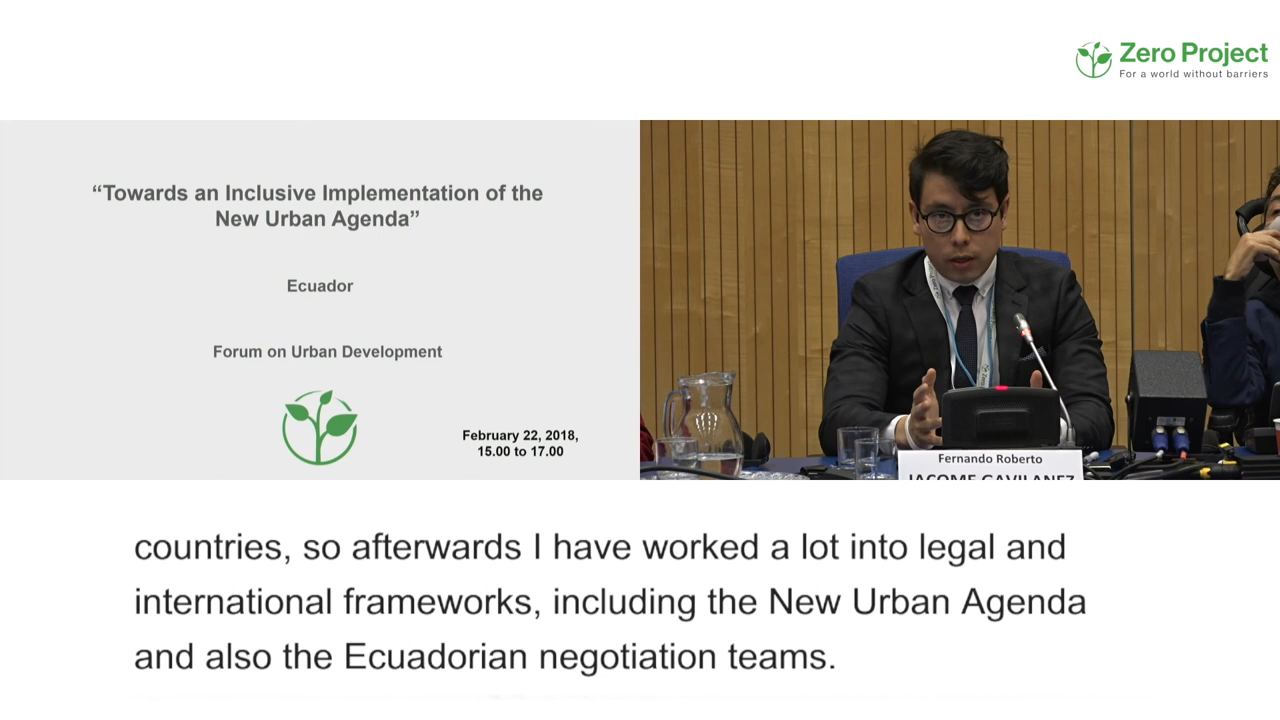 Zero Project
For a world without barriers
“Towards an Inclusive Implementation of the
New Urban Agenda”
Ecuador
Forum on Urban Development
February 22, 2018,
15.00 to 17.00
Fernando Roberto
JACOME GAVILANEZ
countries, so afterwards I have worked a lot into legal and
international frameworks, including the New Urban Agenda
and also the Ecuadorian negotiation teams.